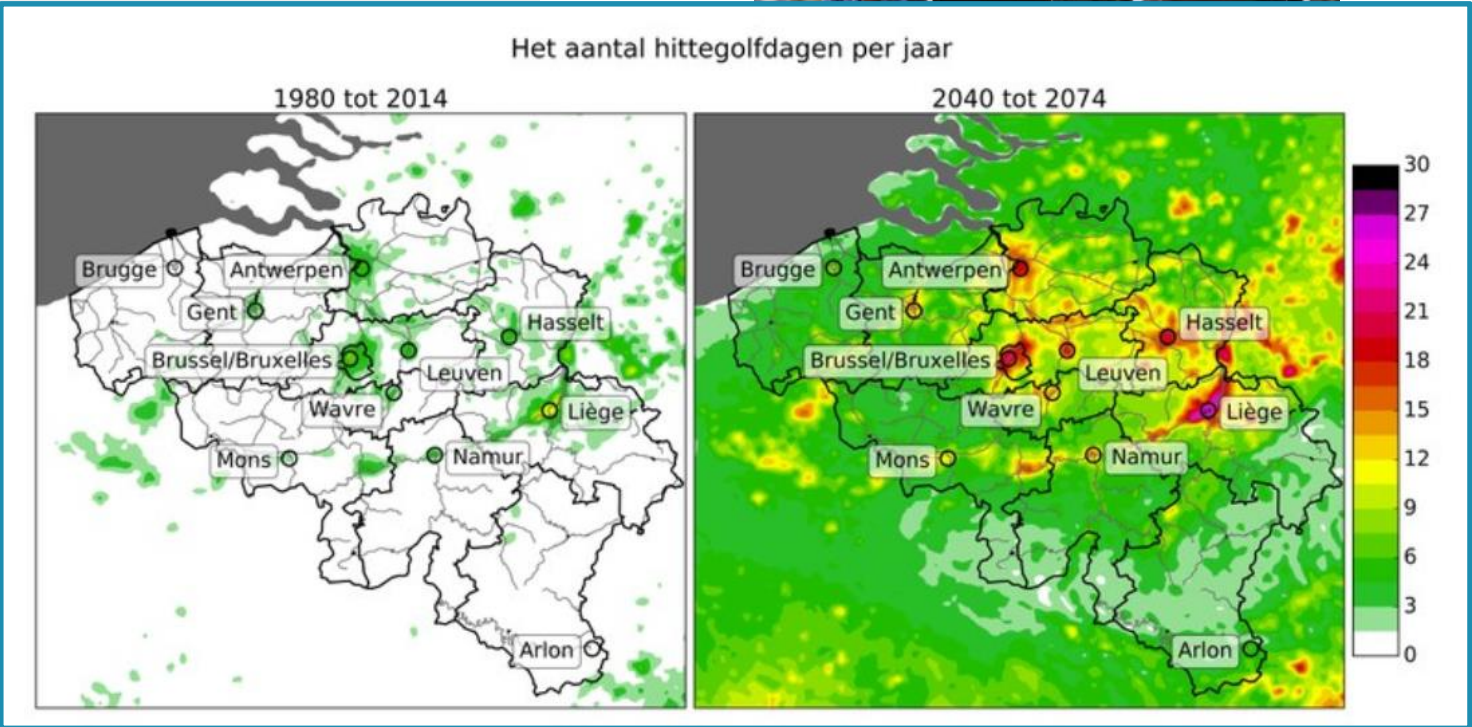 Het aantal hittegolfdagen per jaar
1980 tot 2014
2040 tot 2074
Brugge
Antwerpen
Gent
Hasselt
Brussel/Bruxelles
Leuven
Wavre
Liège
Mons
Namur
Arlon
Brugge
Antwerpen
Gent
Hasselt
Brussel/Bruxelles
Leuven
Wavre
Liège
Mons
Namur
Arlon
30
27
24
21
18
15
12
9
6
3
0